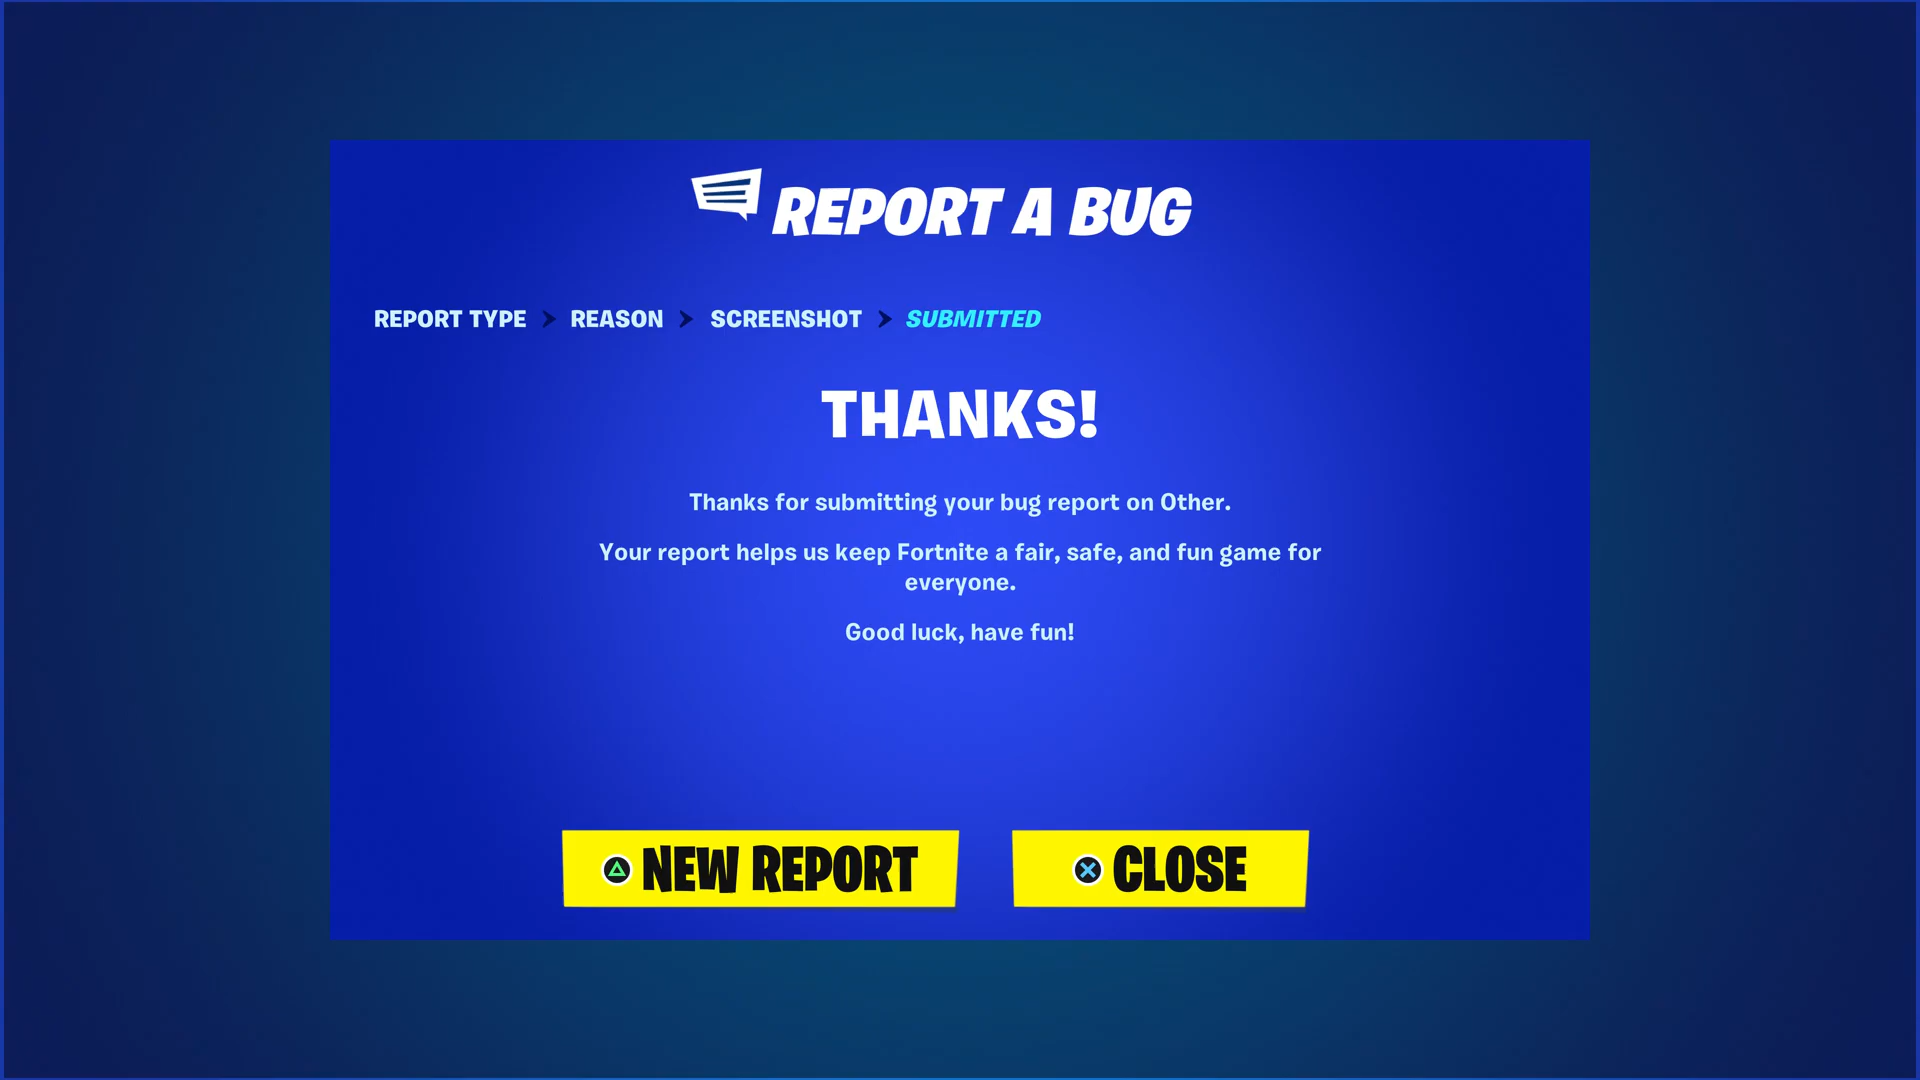 REPORT A BUG
REPORT TYPE > REASON > SCREENSHOT > SUBMITTED
THANKS!
Thanks for submitting your bug report on Other.
Your report helps us keep Fortnite a fair, safe, and fun game for
everyone.
Good luck, have fun!
NEW REPORT
CLOSE